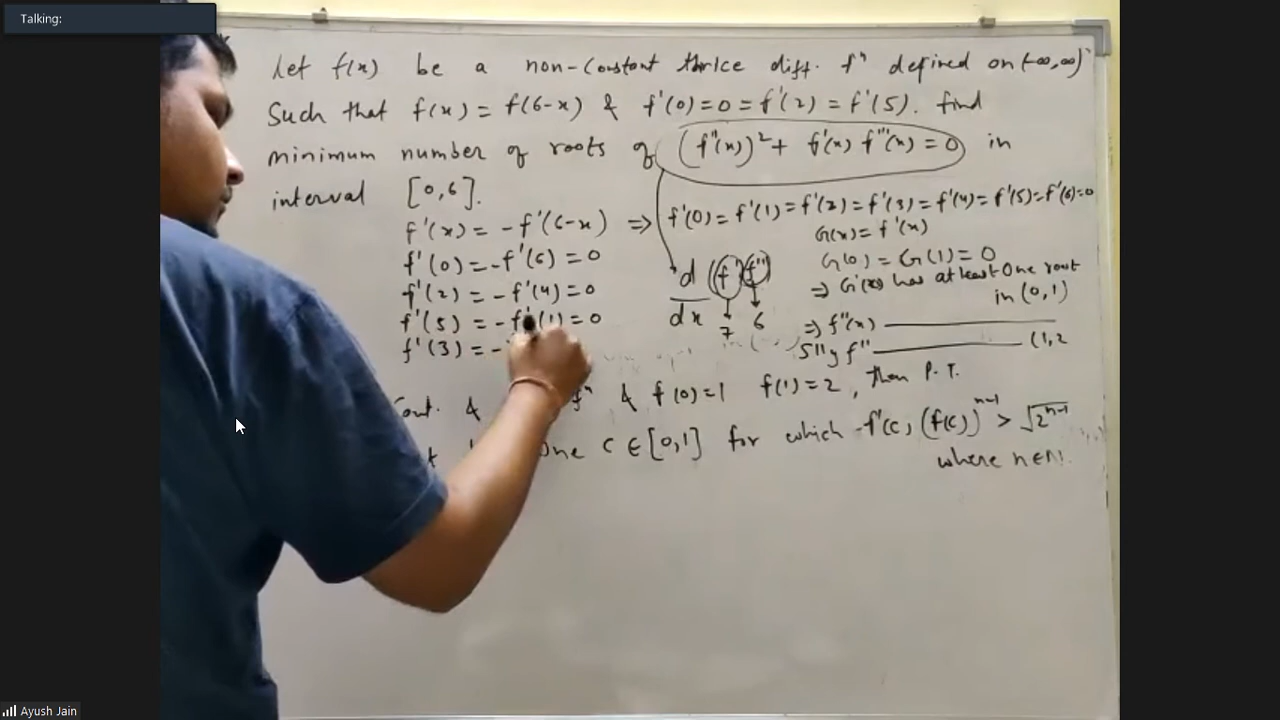 Talking:
Let f(x) be a non-constant thrice diff. fⁿ defined on (-∞,∞)
Such that f(x) = f(6-x) & f'(0)=0=f'(2)=f'(5). find
minimum number of roots of (f''(x))²+ f'(x) f'''(x) = 0 in
interval [0,6].
f'(x) = -f'(6-x) ⇒ f'(0)=f'(1)=f'(2)=f'(3)=f'(4)=f'(5)=f'(6)=0
f'(0)=-f'(6) = 0
f'(2) = -f'(4)=0
f'(5) = -f'(1)=0
f'(3) = -
d/dx (f' f'')
7 6
G(x)= f'(x)
G(0) = G(1) = 0
⇒ G'(x) has at least One root
in (0,1)
⇒ f''(x)
S"ly f'' (1,2
Cont. & fⁿ & f(0)=1 f(1)=2, then P.T.
One c ∈ [0,1] for which f'(c) (f(c))ⁿ⁻¹ > √2ⁿ⁻¹
where n∈N.
Ayush Jain